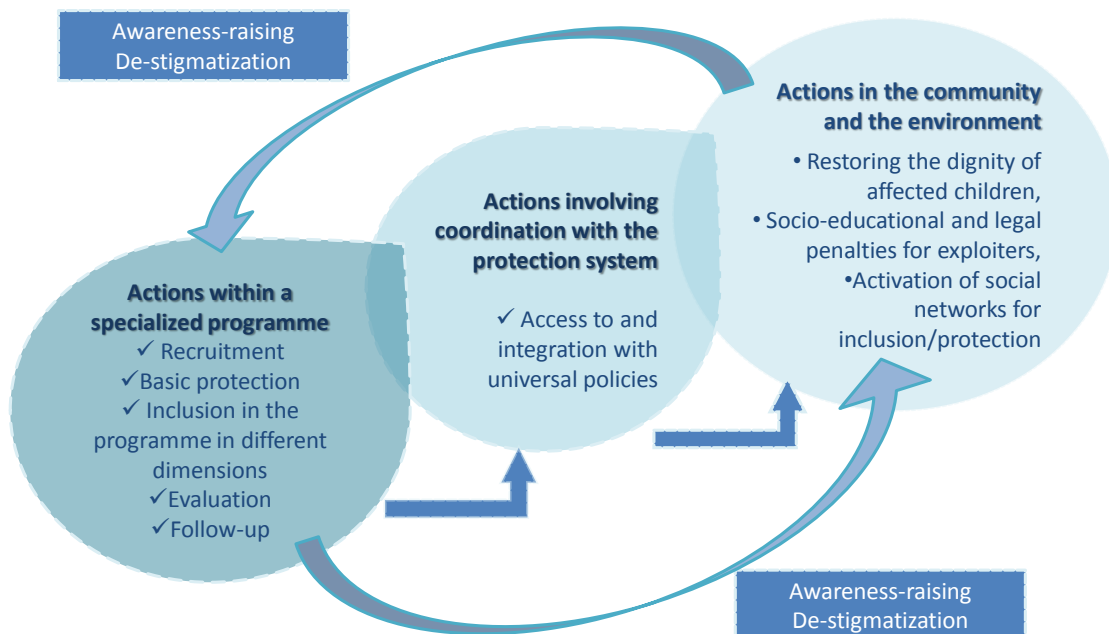 Awareness-raising
De-stigmatization
Actions in the community
and the environment
• Restoring the dignity of
affected children,
• Socio-educational and legal
penalties for exploiters,
•Activation of social
networks for
inclusion/protection
Actions involving
coordination with the
protection system
✓ Access to and
integration with
universal policies
Actions within a
specialized programme
✓ Recruitment
✓Basic protection
✓ Inclusion in the
programme in different
dimensions
✓Evaluation
✓Follow-up
Awareness-raising
De-stigmatization